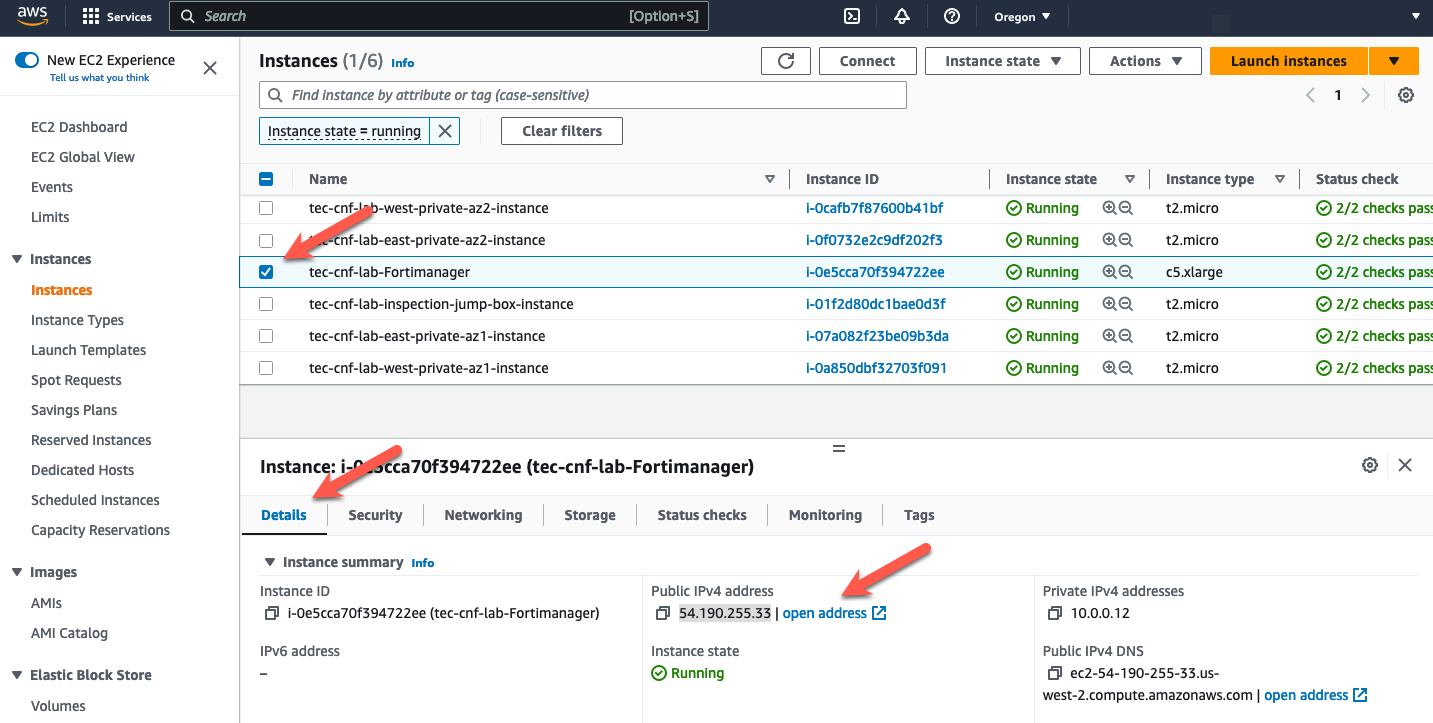 aws Services Search [Option+S] Oregon
New EC2 Experience
Tell us what you think
EC2 Dashboard
EC2 Global View
Events
Limits
Instances
Instances
Instance Types
Launch Templates
Spot Requests
Savings Plans
Reserved Instances
Dedicated Hosts
Scheduled Instances
Capacity Reservations
Images
AMIs
AMI Catalog
Elastic Block Store
Volumes
Instances (1/6) Info Connect Instance state Actions Launch instances
Find instance by attribute or tag (case-sensitive) 1
Instance state = running Clear filters
Name Instance ID Instance state Instance type Status check
tec-cnf-lab-west-private-az2-instance i-0cafb7f87600b41bf Running t2.micro 2/2 checks pass
tec-cnf-lab-east-private-az2-instance i-0f0732e2c9df202f3 Running t2.micro 2/2 checks pass
tec-cnf-lab-Fortimanager i-0e5cca70f394722ee Running c5.xlarge 2/2 checks pass
tec-cnf-lab-inspection-jump-box-instance i-01f2d80dc1bae0d3f Running t2.micro 2/2 checks pass
tec-cnf-lab-east-private-az1-instance i-07a082f23be09b3da Running t2.micro 2/2 checks pass
tec-cnf-lab-west-private-az1-instance i-0a850dbf32703f091 Running t2.micro 2/2 checks pass
Instance: i-0e5cca70f394722ee (tec-cnf-lab-Fortimanager)
Details Security Networking Storage Status checks Monitoring Tags
Instance summary Info
Instance ID Public IPv4 address Private IPv4 addresses
i-0e5cca70f394722ee (tec-cnf-lab-Fortimanager) 54.190.255.33 | open address 10.0.0.12
IPv6 address Instance state Public IPv4 DNS
– Running ec2-54-190-255-33.us-
west-2.compute.amazonaws.com | open address